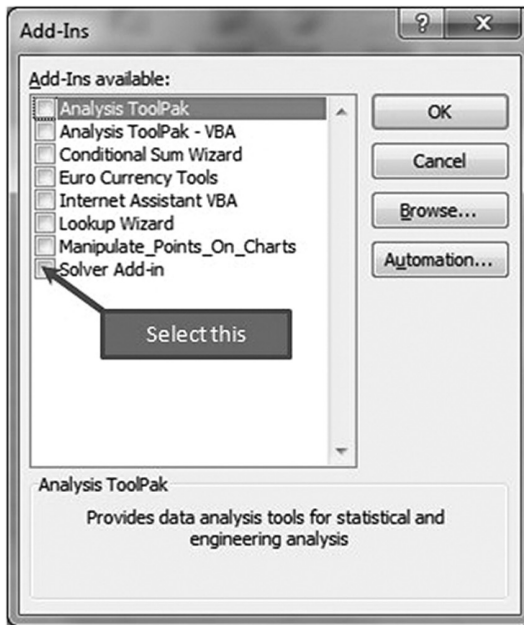 Add-Ins
?
X
Add-Ins available:
Analysis ToolPak
Analysis ToolPak - VBA
Conditional Sum Wizard
Euro Currency Tools
Internet Assistant VBA
Lookup Wizard
Manipulate_Points_On_Charts
Solver Add-in
Select this
OK
Cancel
Browse...
Automation...
Analysis ToolPak
Provides data analysis tools for statistical and
engineering analysis